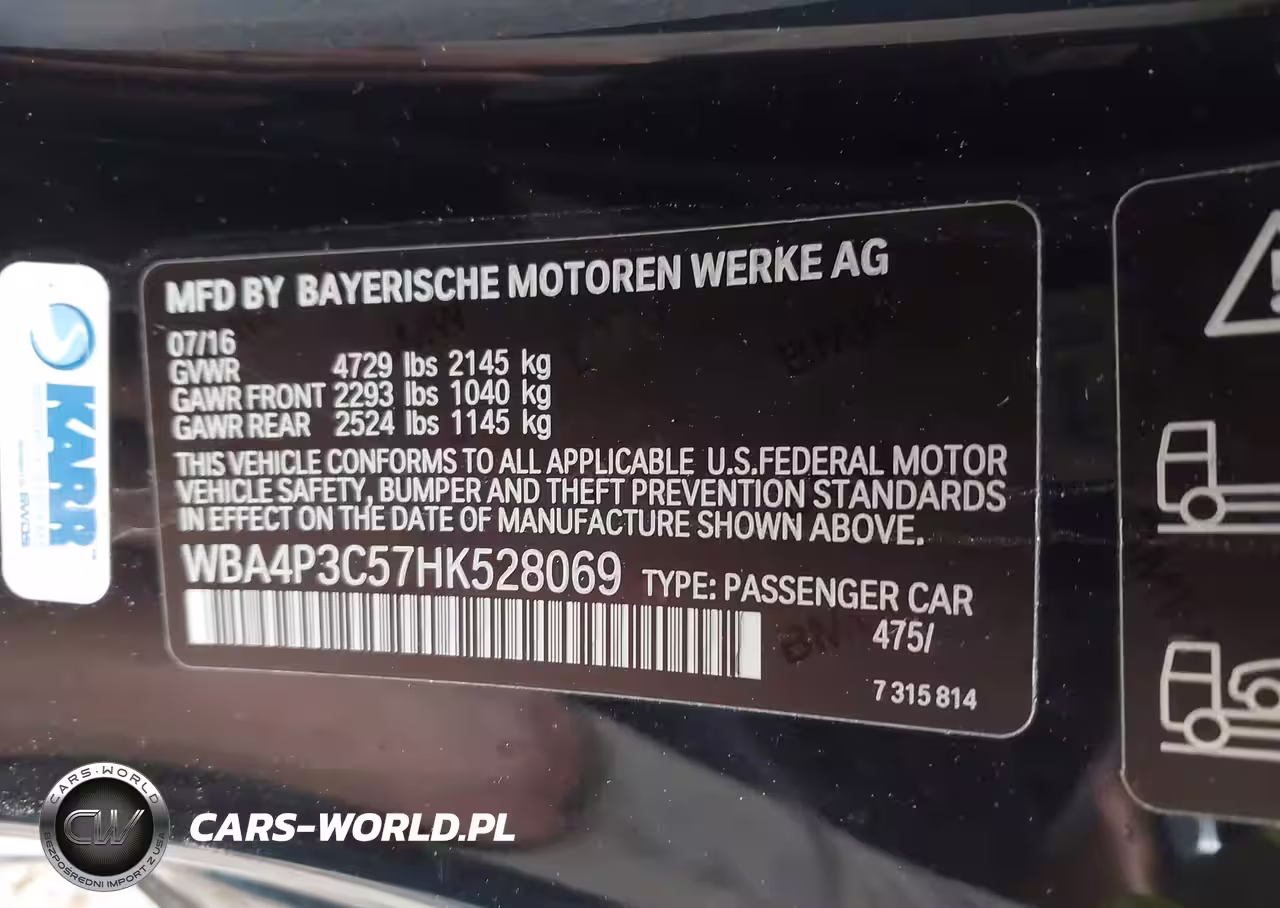 MFD BY BAYERISCHE MOTOREN WERKE AG
07/16
GVWR 4729 lbs 2145 kg
GAWR FRONT 2293 lbs 1040 kg
GAWR REAR 2524 lbs 1145 kg
THIS VEHICLE CONFORMS TO ALL APPLICABLE U.S.FEDERAL MOTOR
VEHICLE SAFETY, BUMPER AND THEFT PREVENTION STANDARDS
IN EFFECT ON THE DATE OF MANUFACTURE SHOWN ABOVE.
WBA4P3C57HK528069 TYPE: PASSENGER CAR
475/
7 315 814
KARR
CARS-WORLD
CW
BEZPOŚREDNI IMPORT Z USA
CARS-WORLD.PL